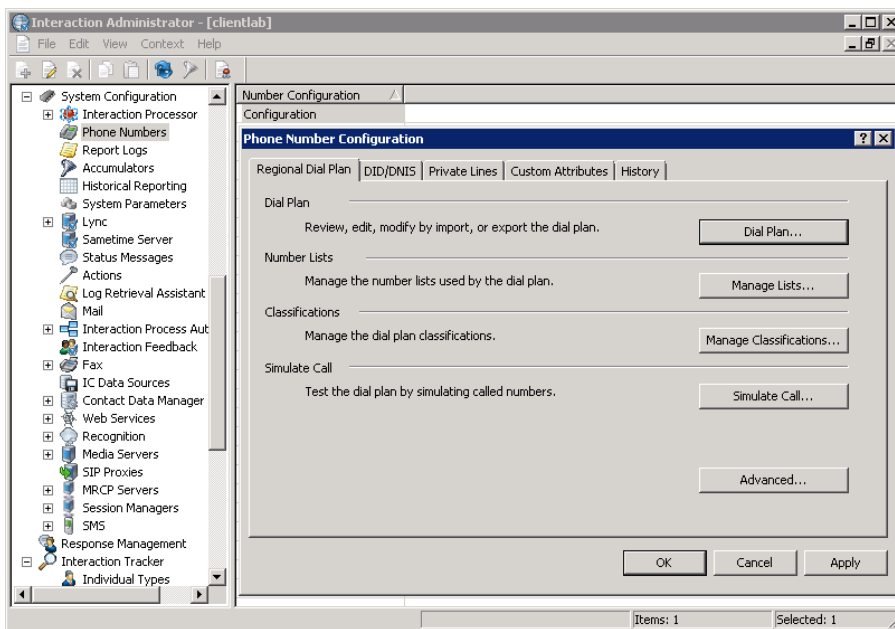 Interaction Administrator - [clientlab]
File Edit View Context Help
System Configuration
Interaction Processor
Phone Numbers
Report Logs
Accumulators
Historical Reporting
System Parameters
Lync
Sametime Server
Status Messages
Actions
Log Retrieval Assistant
Mail
Interaction Process Aut
Interaction Feedback
Fax
IC Data Sources
Contact Data Manager
Web Services
Recognition
Media Servers
SIP Proxies
MRCP Servers
Session Managers
SMS
Response Management
Interaction Tracker
Individual Types
Number Configuration
Configuration
Phone Number Configuration
Regional Dial Plan DID/DNIS Private Lines Custom Attributes History
Dial Plan
Review, edit, modify by import, or export the dial plan. Dial Plan...
Number Lists
Manage the number lists used by the dial plan. Manage Lists...
Classifications
Manage the dial plan classifications. Manage Classifications...
Simulate Call
Test the dial plan by simulating called numbers. Simulate Call...
Advanced...
OK Cancel Apply
Items: 1 Selected: 1